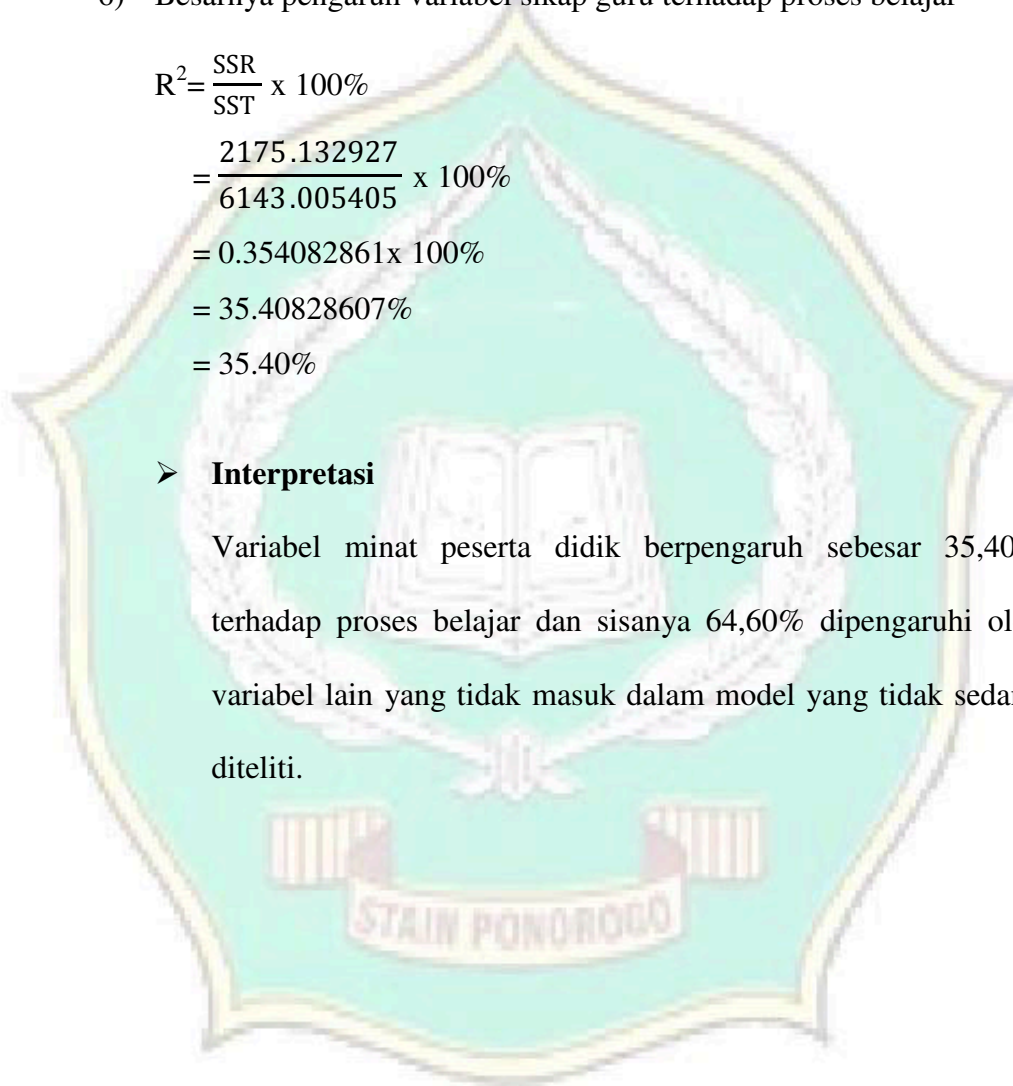 6) Besarnya pengaruh variabel sikap guru terhadap proses belajar
R²= SSR/SST x 100%
= 2175.132927/6143.005405 x 100%
= 0.354082861x 100%
= 35.40828607%
= 35.40%
➢ Interpretasi
Variabel minat peserta didik berpengaruh sebesar 35,40
terhadap proses belajar dan sisanya 64,60% dipengaruhi ol
variabel lain yang tidak masuk dalam model yang tidak seda
diteliti.
STAIN PONOROGO